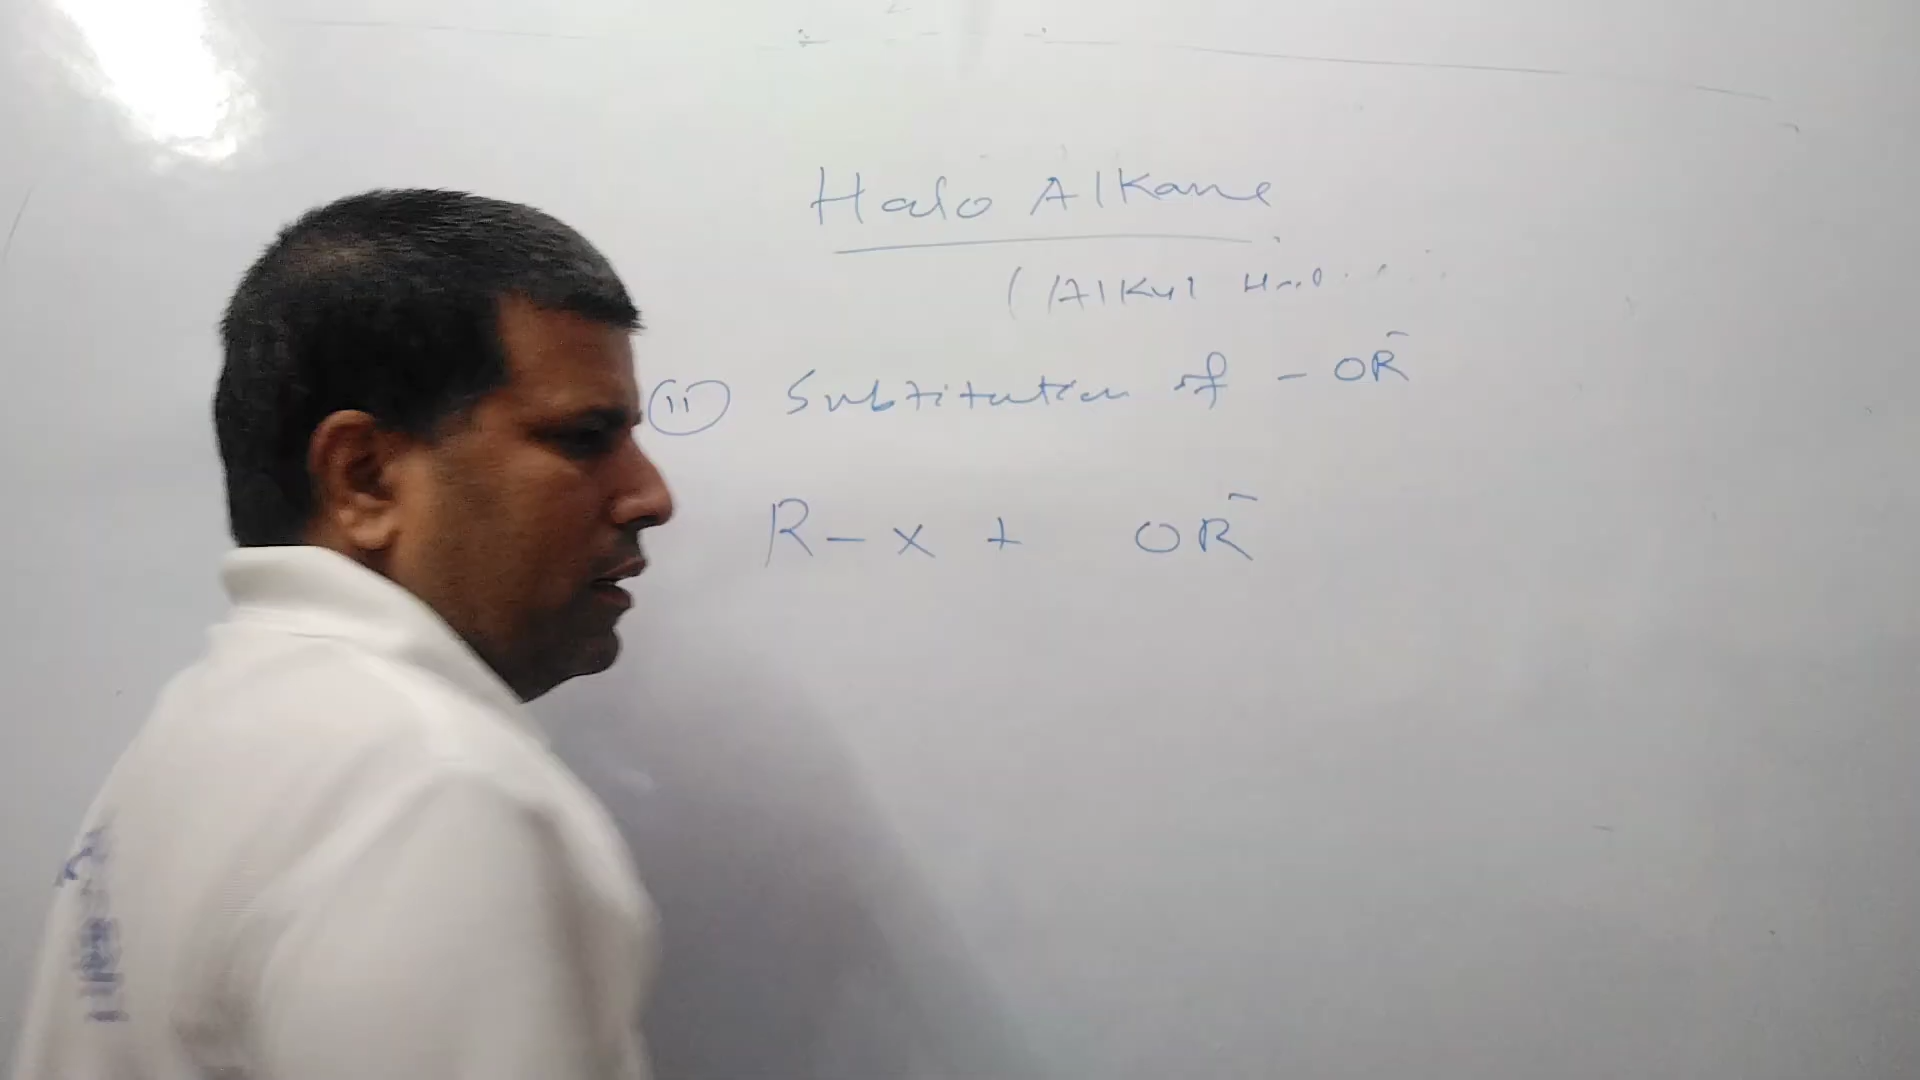 Halo Alkane
(Alkyl
(ii) Substitution of - OR⁻
R - X + OR⁻